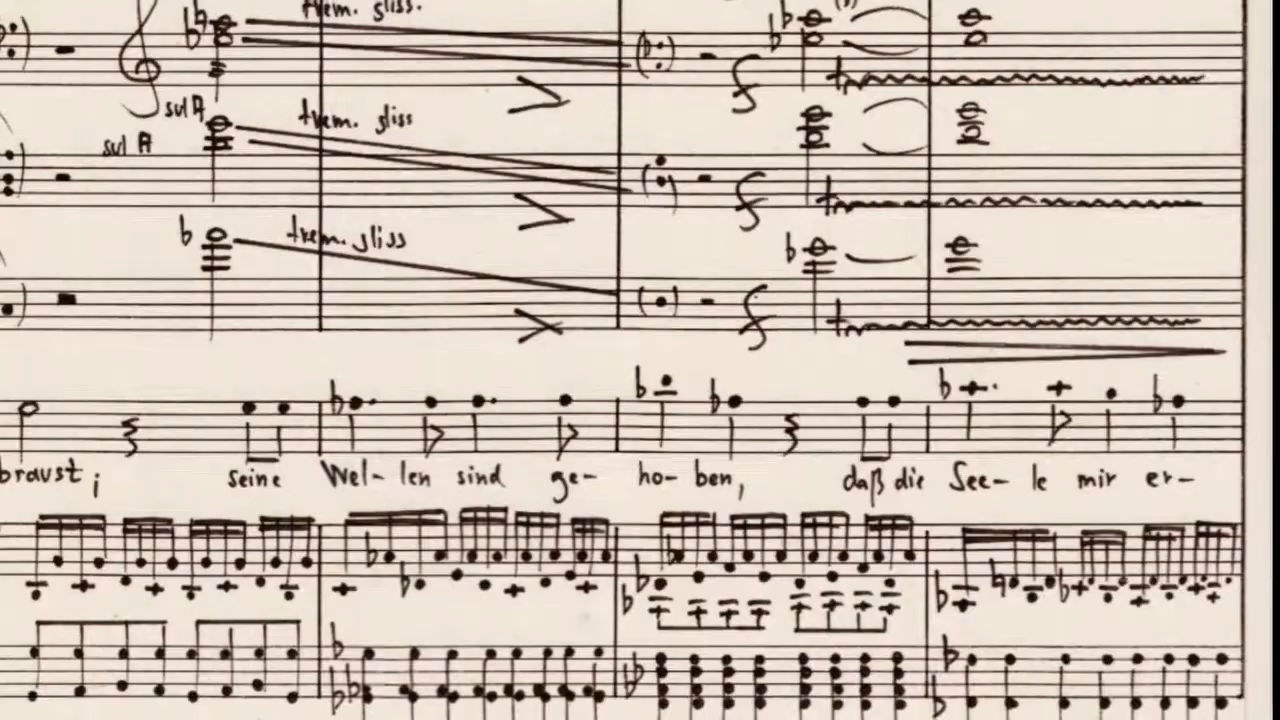 trem. gliss.
sul A trem. gliss
sul A
trem. gliss
braust; seine Wel- len sind ge- ho- ben, daß die See- le mir er-